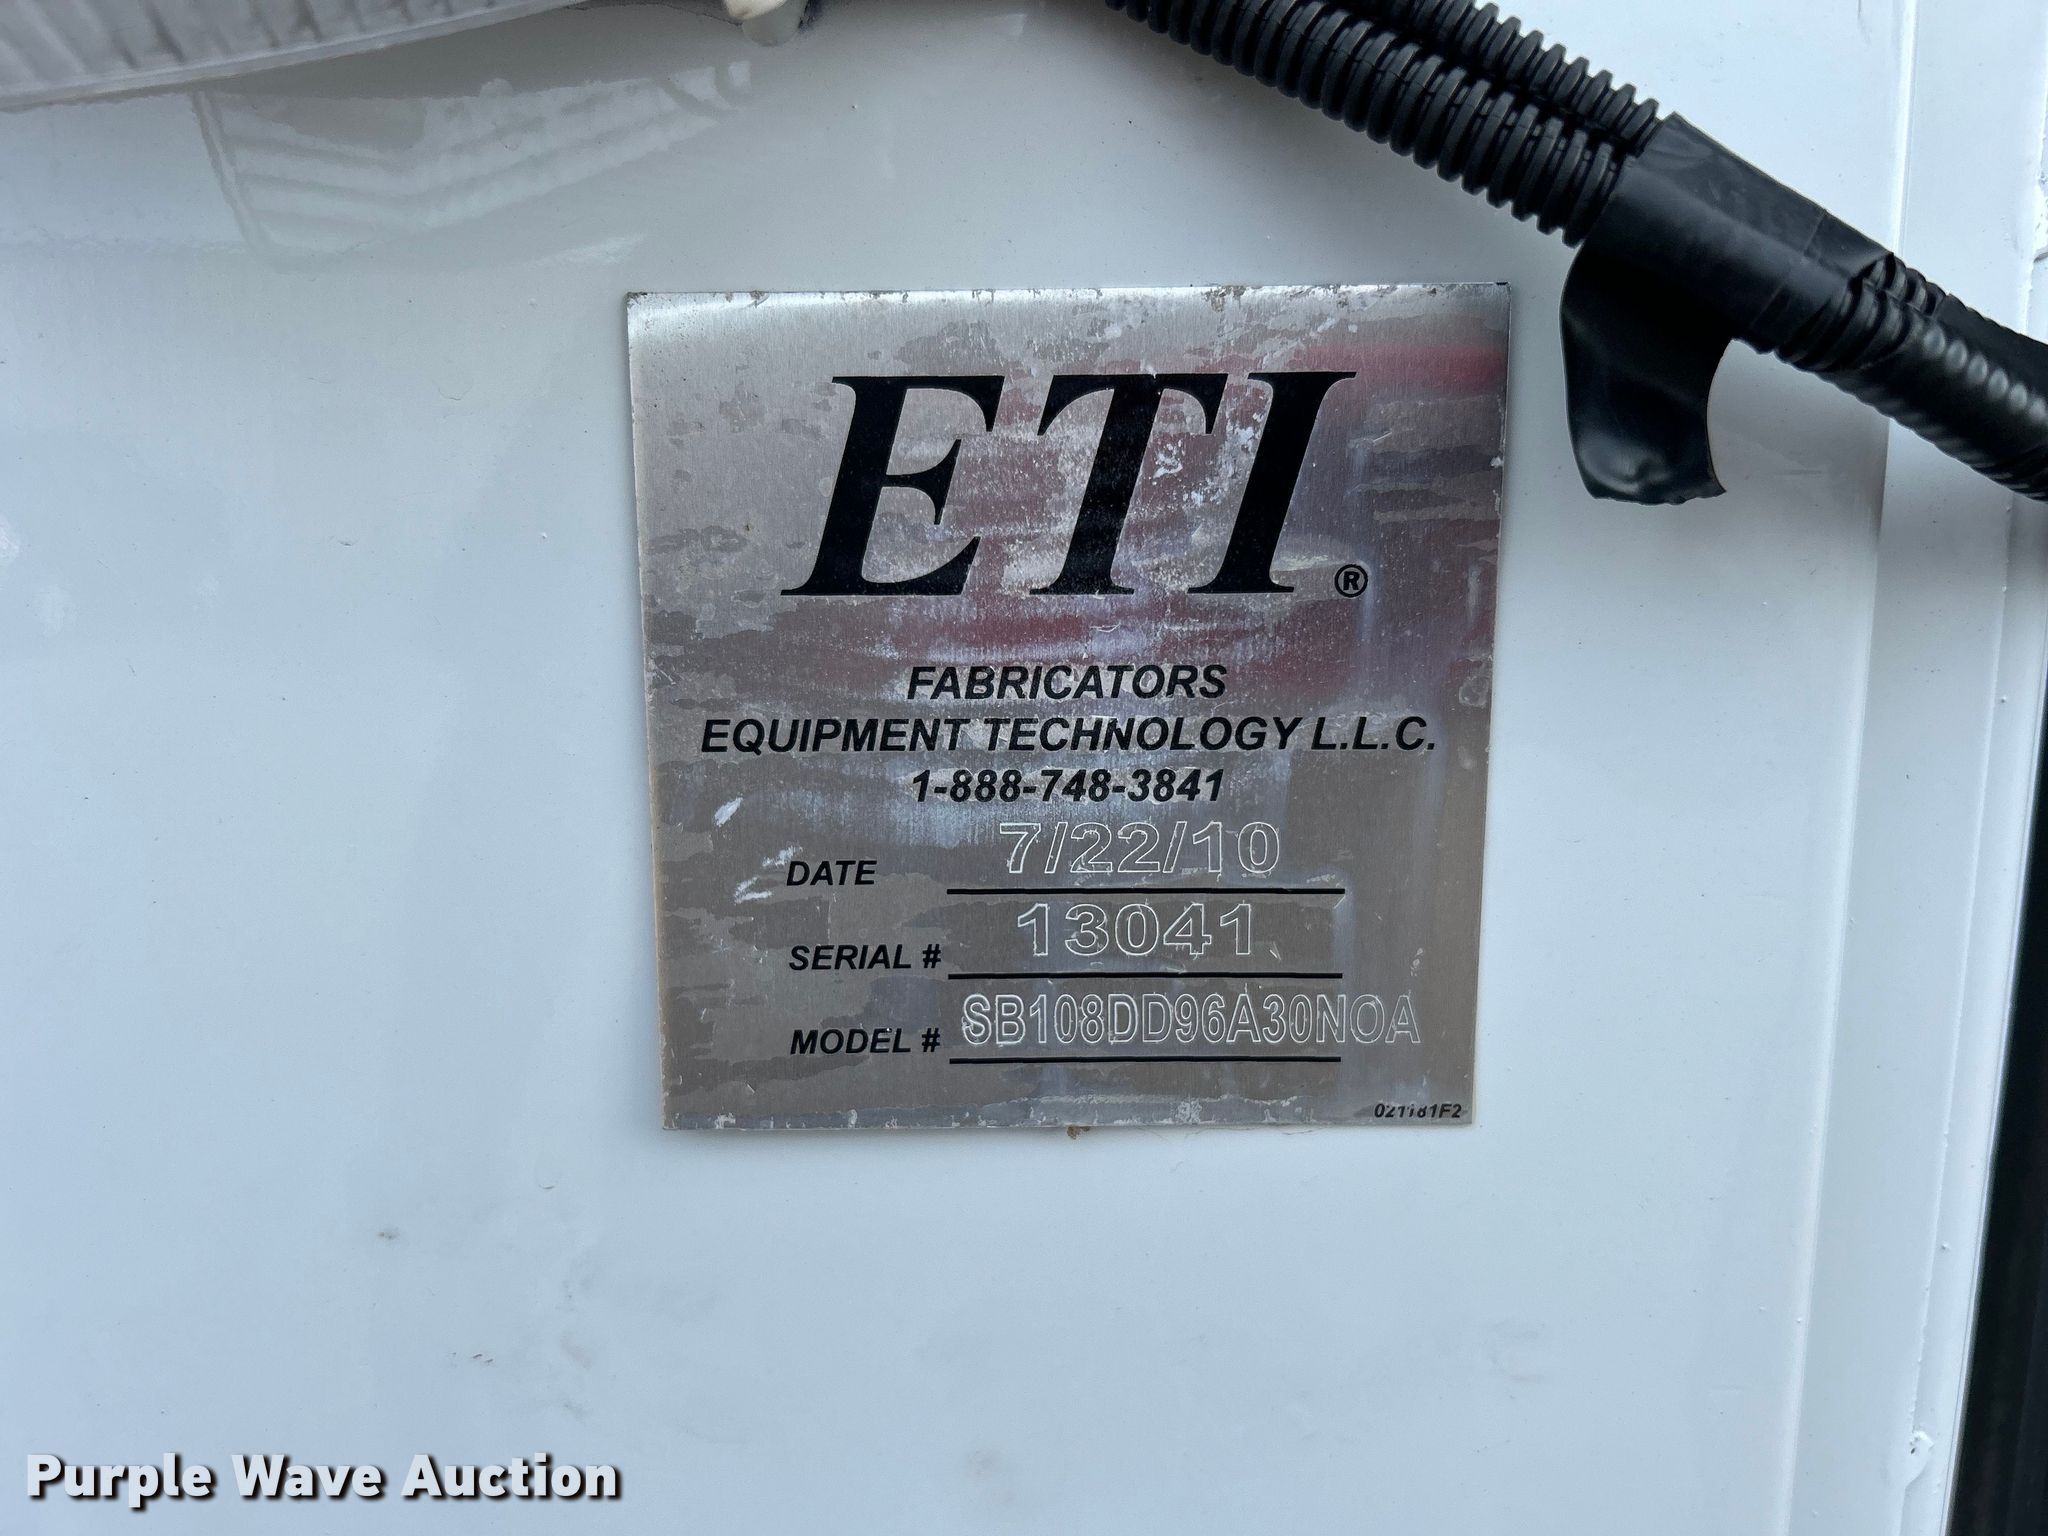 ETI®
FABRICATORS
EQUIPMENT TECHNOLOGY L.L.C.
1-888-748-3841
DATE 7/22/10
SERIAL # 13041
MODEL # SB108DD96A30NOA
021181F2
Purple Wave Auction